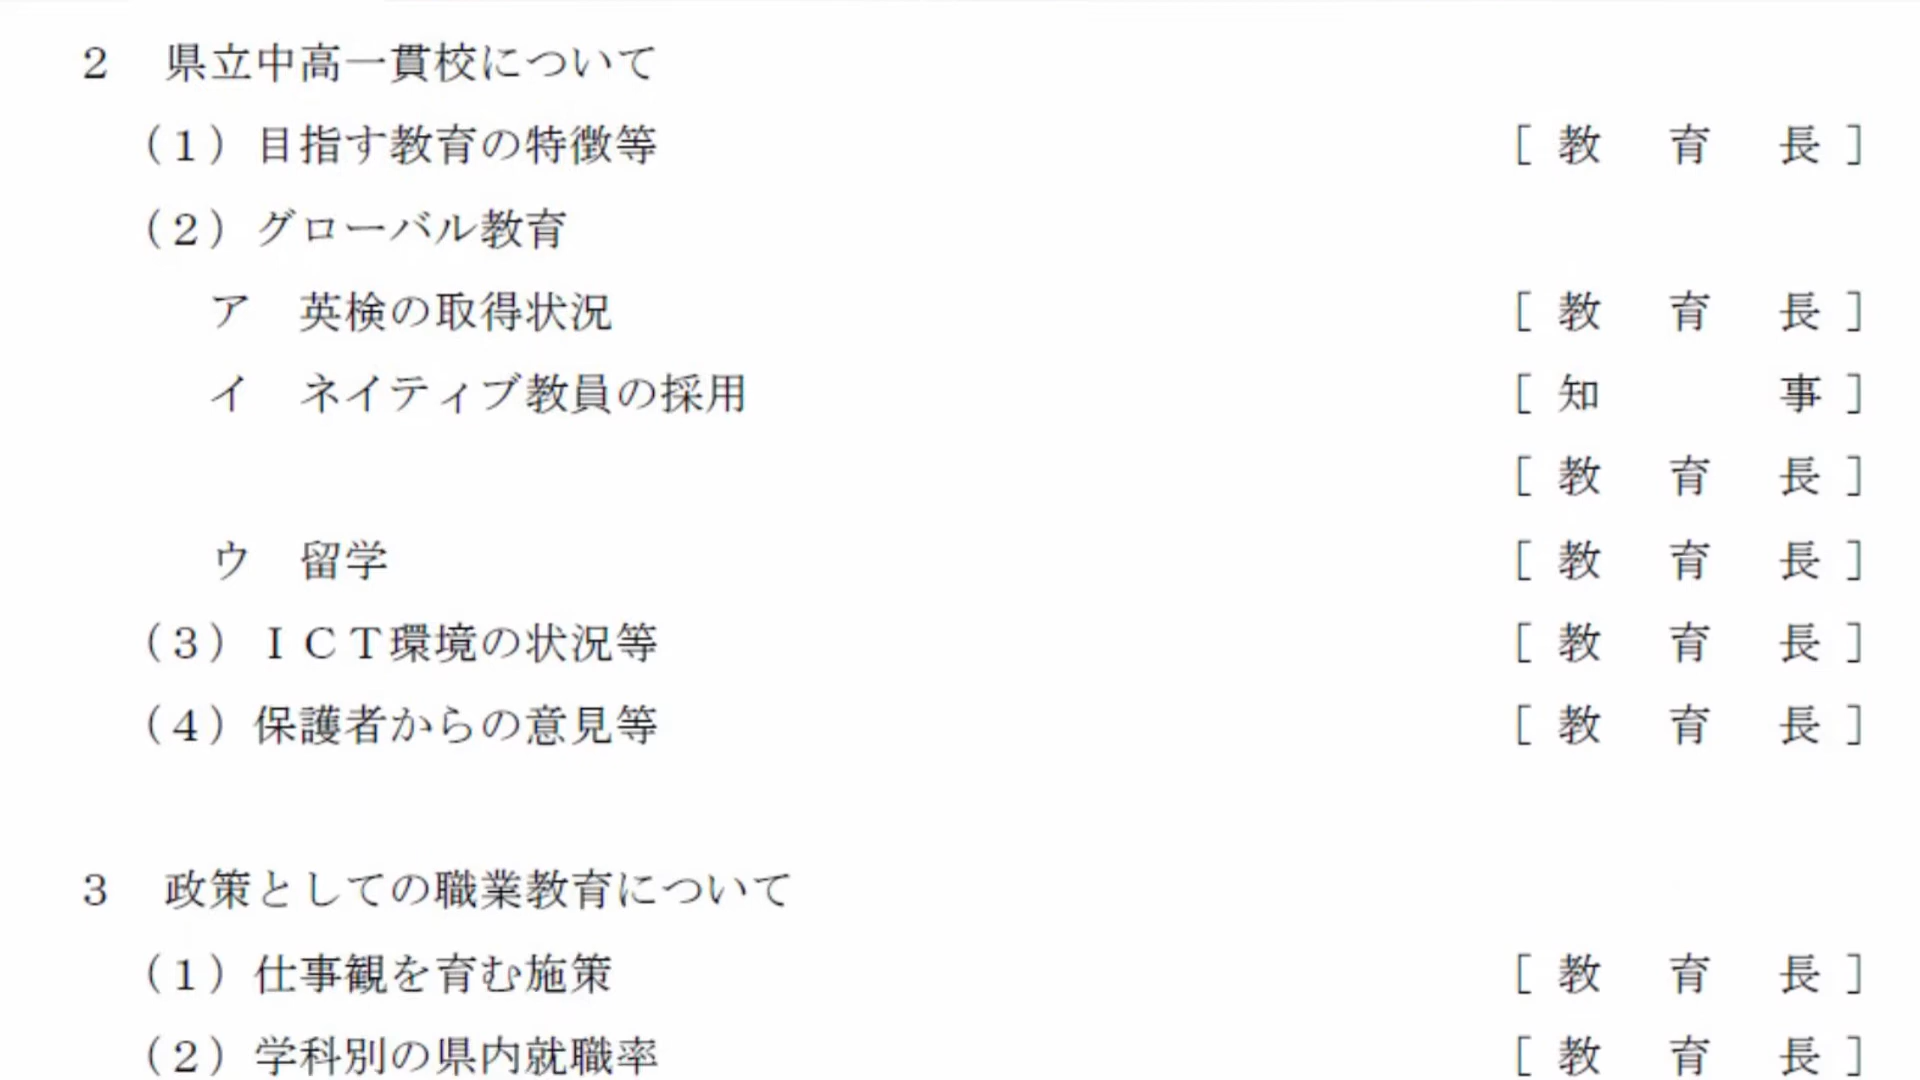 ２　県立中高一貫校について
（１）目指す教育の特徴等　［教育長］
（２）グローバル教育
ア　英検の取得状況　［教育長］
イ　ネイティブ教員の採用　［知事］
［教育長］
ウ　留学　［教育長］
（３）ＩＣＴ環境の状況等　［教育長］
（４）保護者からの意見等　［教育長］
３　政策としての職業教育について
（１）仕事観を育む施策　［教育長］
（２）学科別の県内就職率　［教育長］